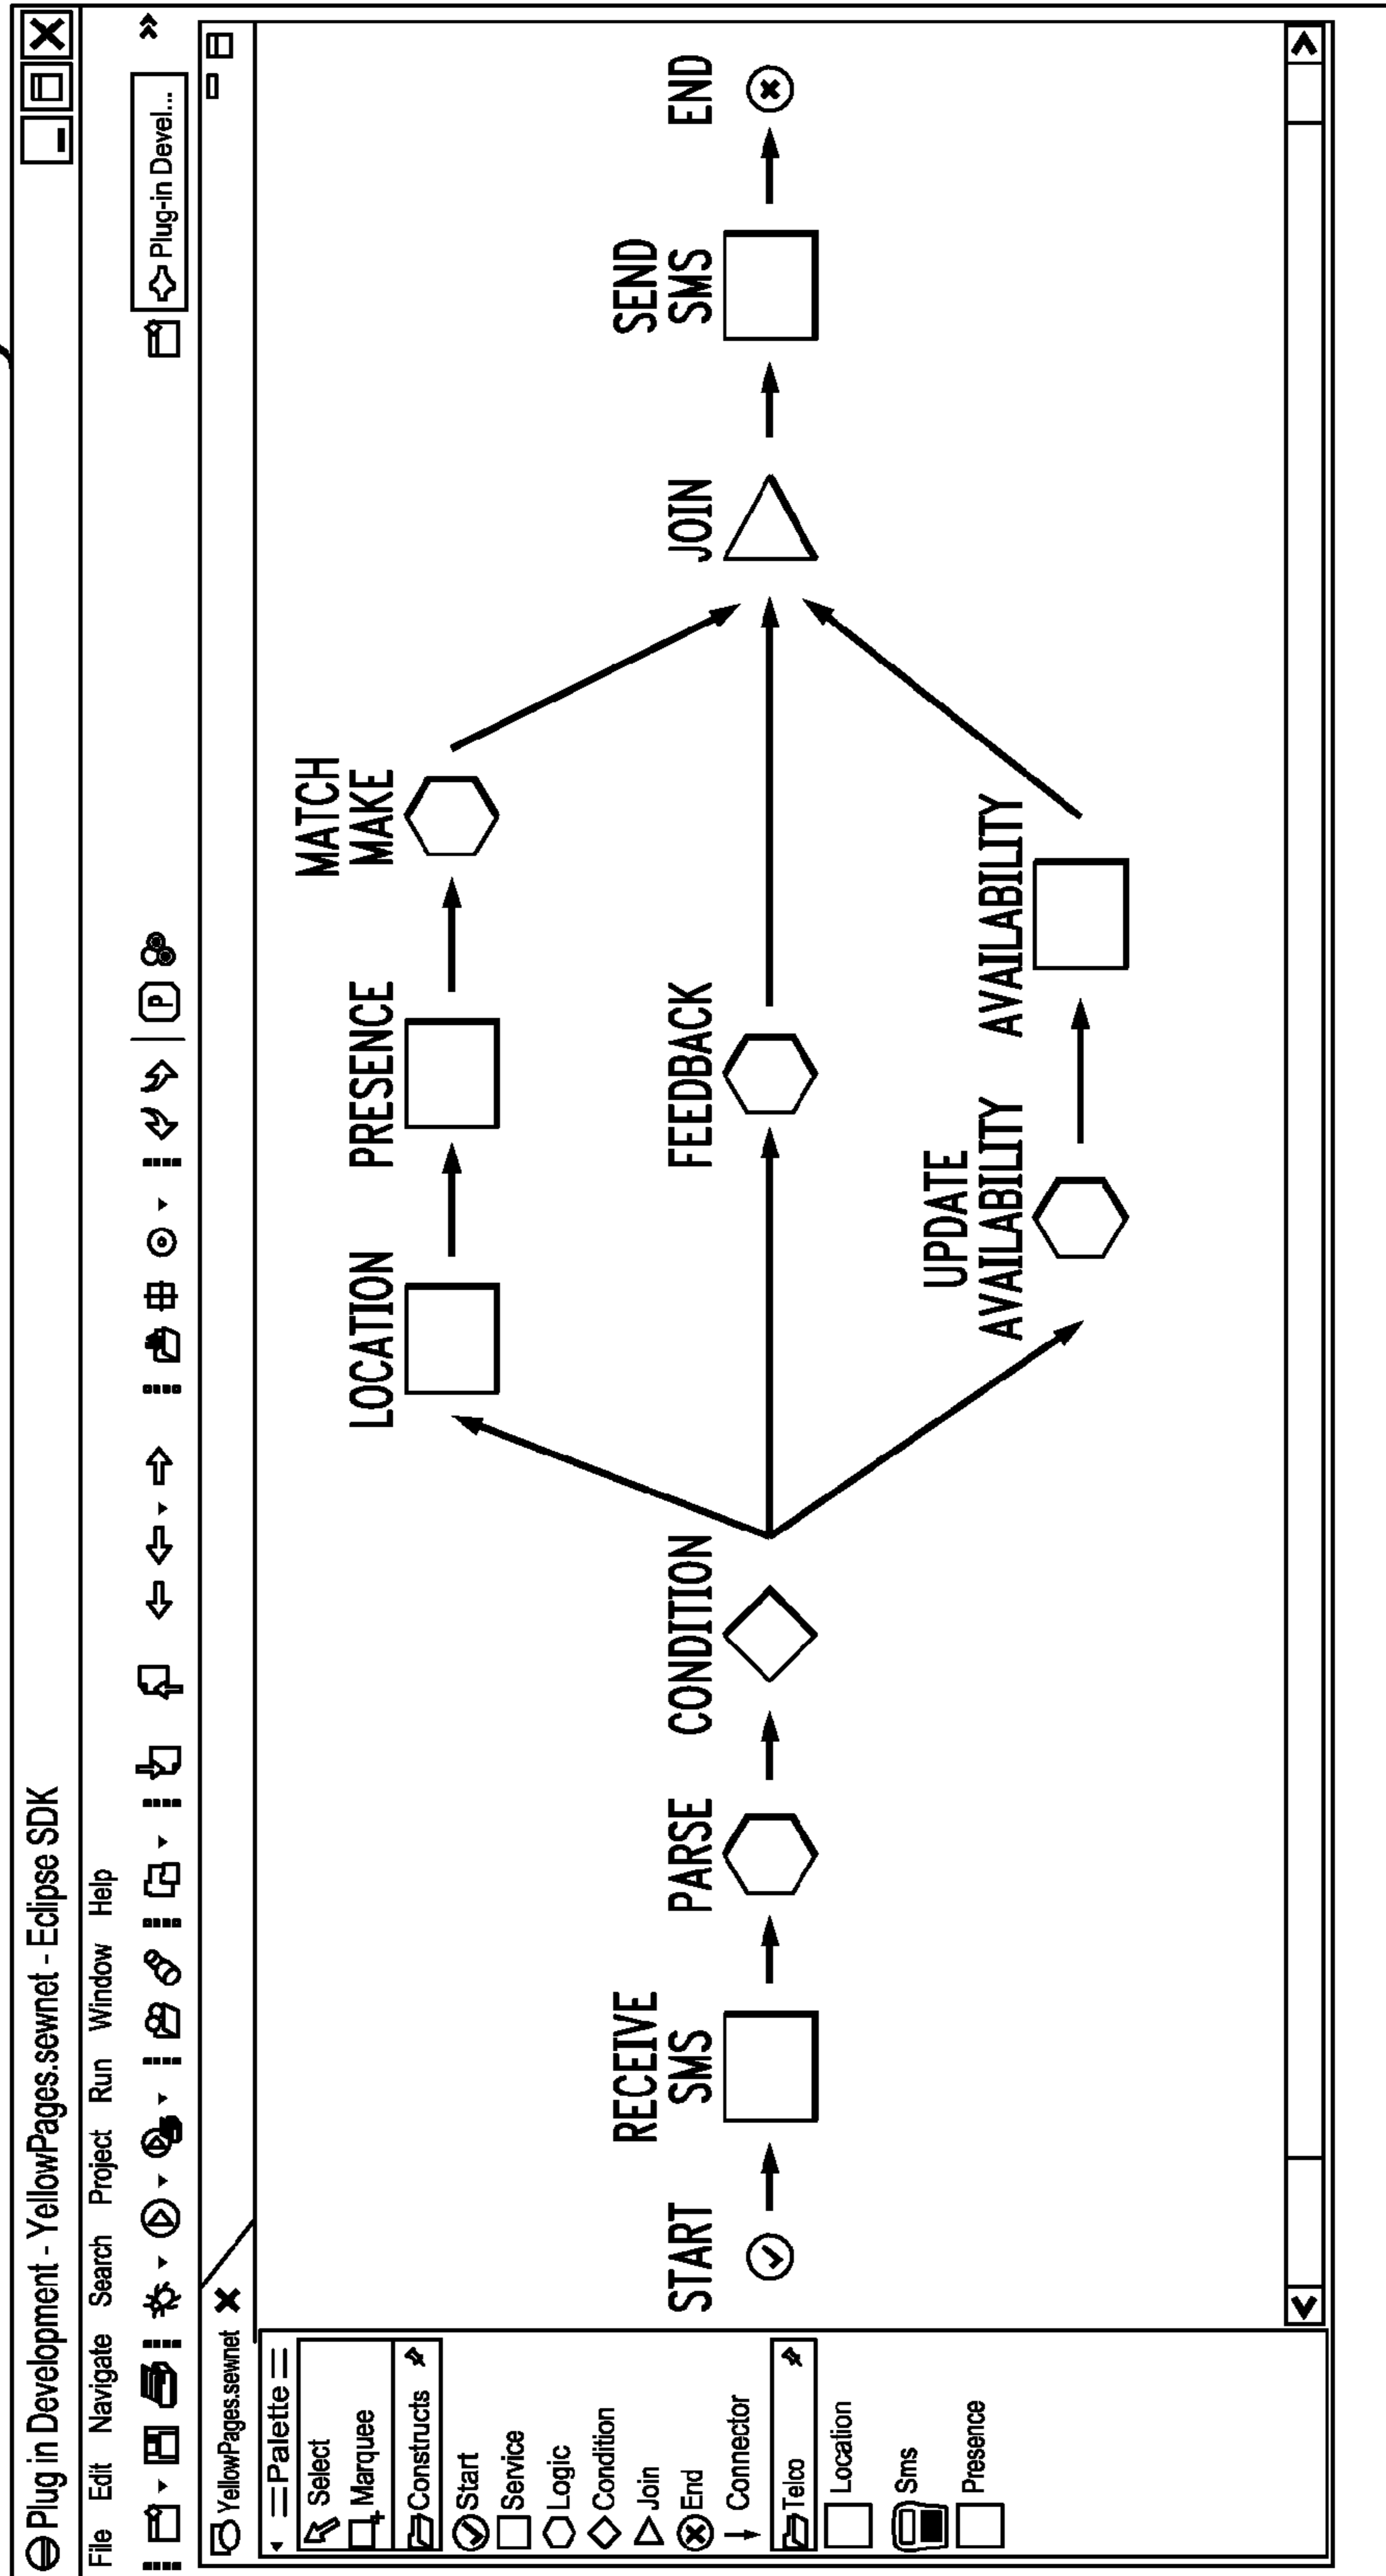 Plug in Development - YellowPages.sewnet - Eclipse SDK
File Edit Navigate Search Project Run Window Help
P
Plug-in Devel...
»
YellowPages.sewnet
Palette
Select
Marquee
Constructs
Start
Service
Logic
Condition
Join
End
Connector
Telco
Location
Sms
Presence
START
RECEIVE
SMS
PARSE
CONDITION
LOCATION
PRESENCE
MATCH
MAKE
FEEDBACK
UPDATE
AVAILABILITY
AVAILABILITY
JOIN
SEND
SMS
END